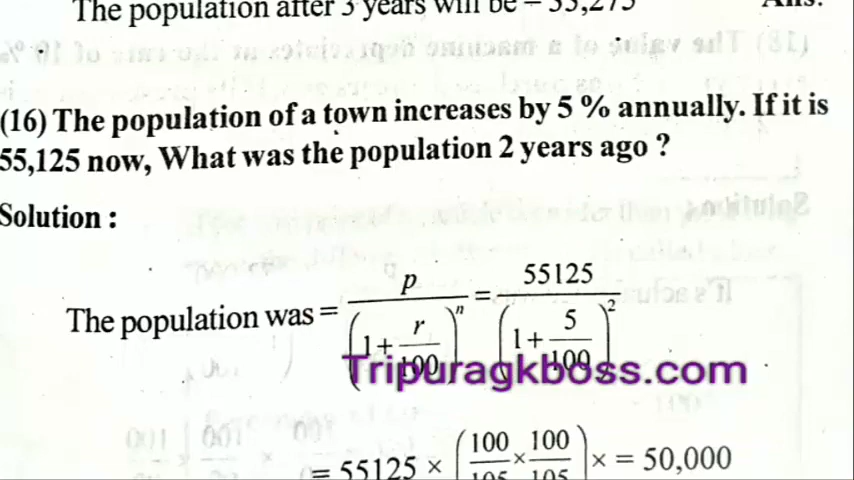 The population after 3 years will be = 55,275
(16) The population of a town increases by 5 % annually. If it is
55,125 now, What was the population 2 years ago ?
Solution :
The population was = p / (1 + r/100)^n = 55125 / (1 + 5/100)^2
Tripuragkboss.com
= 55125 × (100/105 × 100/105) × = 50,000